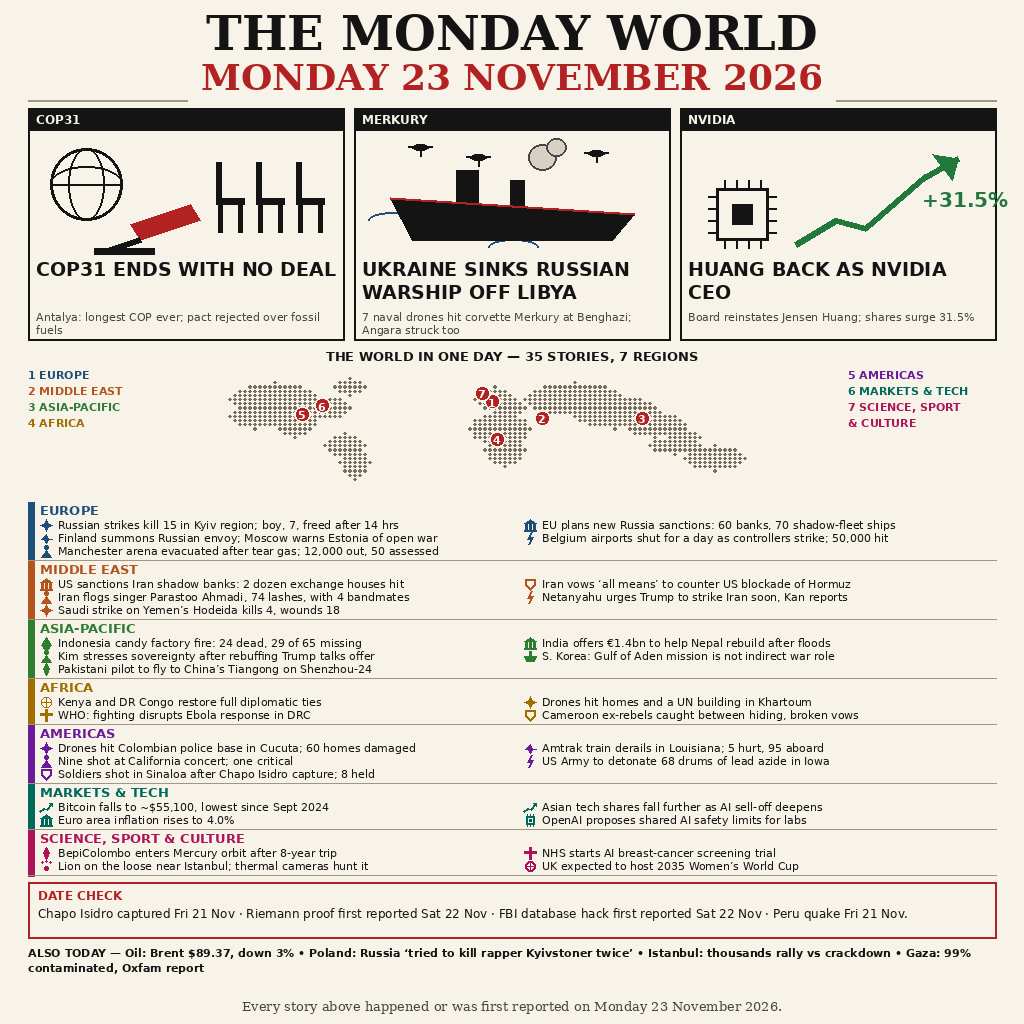 THE MONDAY WORLD
MONDAY 23 NOVEMBER 2026
COP31
COP31 ENDS WITH NO DEAL
Antalya: longest COP ever; pact rejected over fossil
fuels
MERKURY
UKRAINE SINKS RUSSIAN
WARSHIP OFF LIBYA
7 naval drones hit corvette Merkury at Benghazi;
Angara struck too
NVIDIA
+31.5%
HUANG BACK AS NVIDIA
CEO
Board reinstates Jensen Huang; shares surge 31.5%
THE WORLD IN ONE DAY — 35 STORIES, 7 REGIONS
1 EUROPE
2 MIDDLE EAST
3 ASIA-PACIFIC
4 AFRICA
5
6
7
1
2
3
4
5 AMERICAS
6 MARKETS & TECH
7 SCIENCE, SPORT
& CULTURE
EUROPE
Russian strikes kill 15 in Kyiv region; boy, 7, freed after 14 hrs
Finland summons Russian envoy; Moscow warns Estonia of open war
Manchester arena evacuated after tear gas; 12,000 out, 50 assessed
EU plans new Russia sanctions: 60 banks, 70 shadow-fleet ships
Belgium airports shut for a day as controllers strike; 50,000 hit
MIDDLE EAST
US sanctions Iran shadow banks: 2 dozen exchange houses hit
Iran flogs singer Parastoo Ahmadi, 74 lashes, with 4 bandmates
Saudi strike on Yemen’s Hodeida kills 4, wounds 18
Iran vows ‘all means’ to counter US blockade of Hormuz
Netanyahu urges Trump to strike Iran soon, Kan reports
ASIA-PACIFIC
Indonesia candy factory fire: 24 dead, 29 of 65 missing
Kim stresses sovereignty after rebuffing Trump talks offer
Pakistani pilot to fly to China’s Tiangong on Shenzhou-24
India offers €1.4bn to help Nepal rebuild after floods
S. Korea: Gulf of Aden mission is not indirect war role
AFRICA
Kenya and DR Congo restore full diplomatic ties
WHO: fighting disrupts Ebola response in DRC
Drones hit homes and a UN building in Khartoum
Cameroon ex-rebels caught between hiding, broken vows
AMERICAS
Drones hit Colombian police base in Cucuta; 60 homes damaged
Nine shot at California concert; one critical
Soldiers shot in Sinaloa after Chapo Isidro capture; 8 held
Amtrak train derails in Louisiana; 5 hurt, 95 aboard
US Army to detonate 68 drums of lead azide in Iowa
MARKETS & TECH
Bitcoin falls to ~$55,100, lowest since Sept 2024
Euro area inflation rises to 4.0%
Asian tech shares fall further as AI sell-off deepens
OpenAI proposes shared AI safety limits for labs
SCIENCE, SPORT & CULTURE
BepiColombo enters Mercury orbit after 8-year trip
Lion on the loose near Istanbul; thermal cameras hunt it
NHS starts AI breast-cancer screening trial
UK expected to host 2035 Women’s World Cup
DATE CHECK
Chapo Isidro captured Fri 21 Nov · Riemann proof first reported Sat 22 Nov · FBI database hack first reported Sat 22 Nov · Peru quake Fri 21 Nov.
ALSO TODAY — Oil: Brent $89.37, down 3% • Poland: Russia ‘tried to kill rapper Kyivstoner twice’ • Istanbul: thousands rally vs crackdown • Gaza: 99%
contaminated, Oxfam report
Every story above happened or was first reported on Monday 23 November 2026.